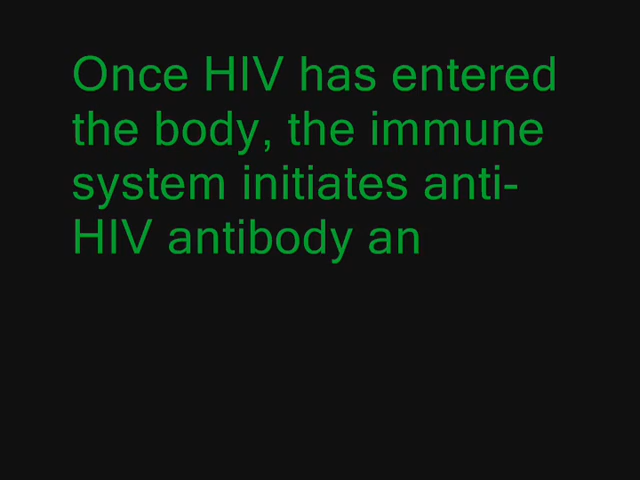 Once HIV has entered
the body, the immune
system initiates anti-
HIV antibody an